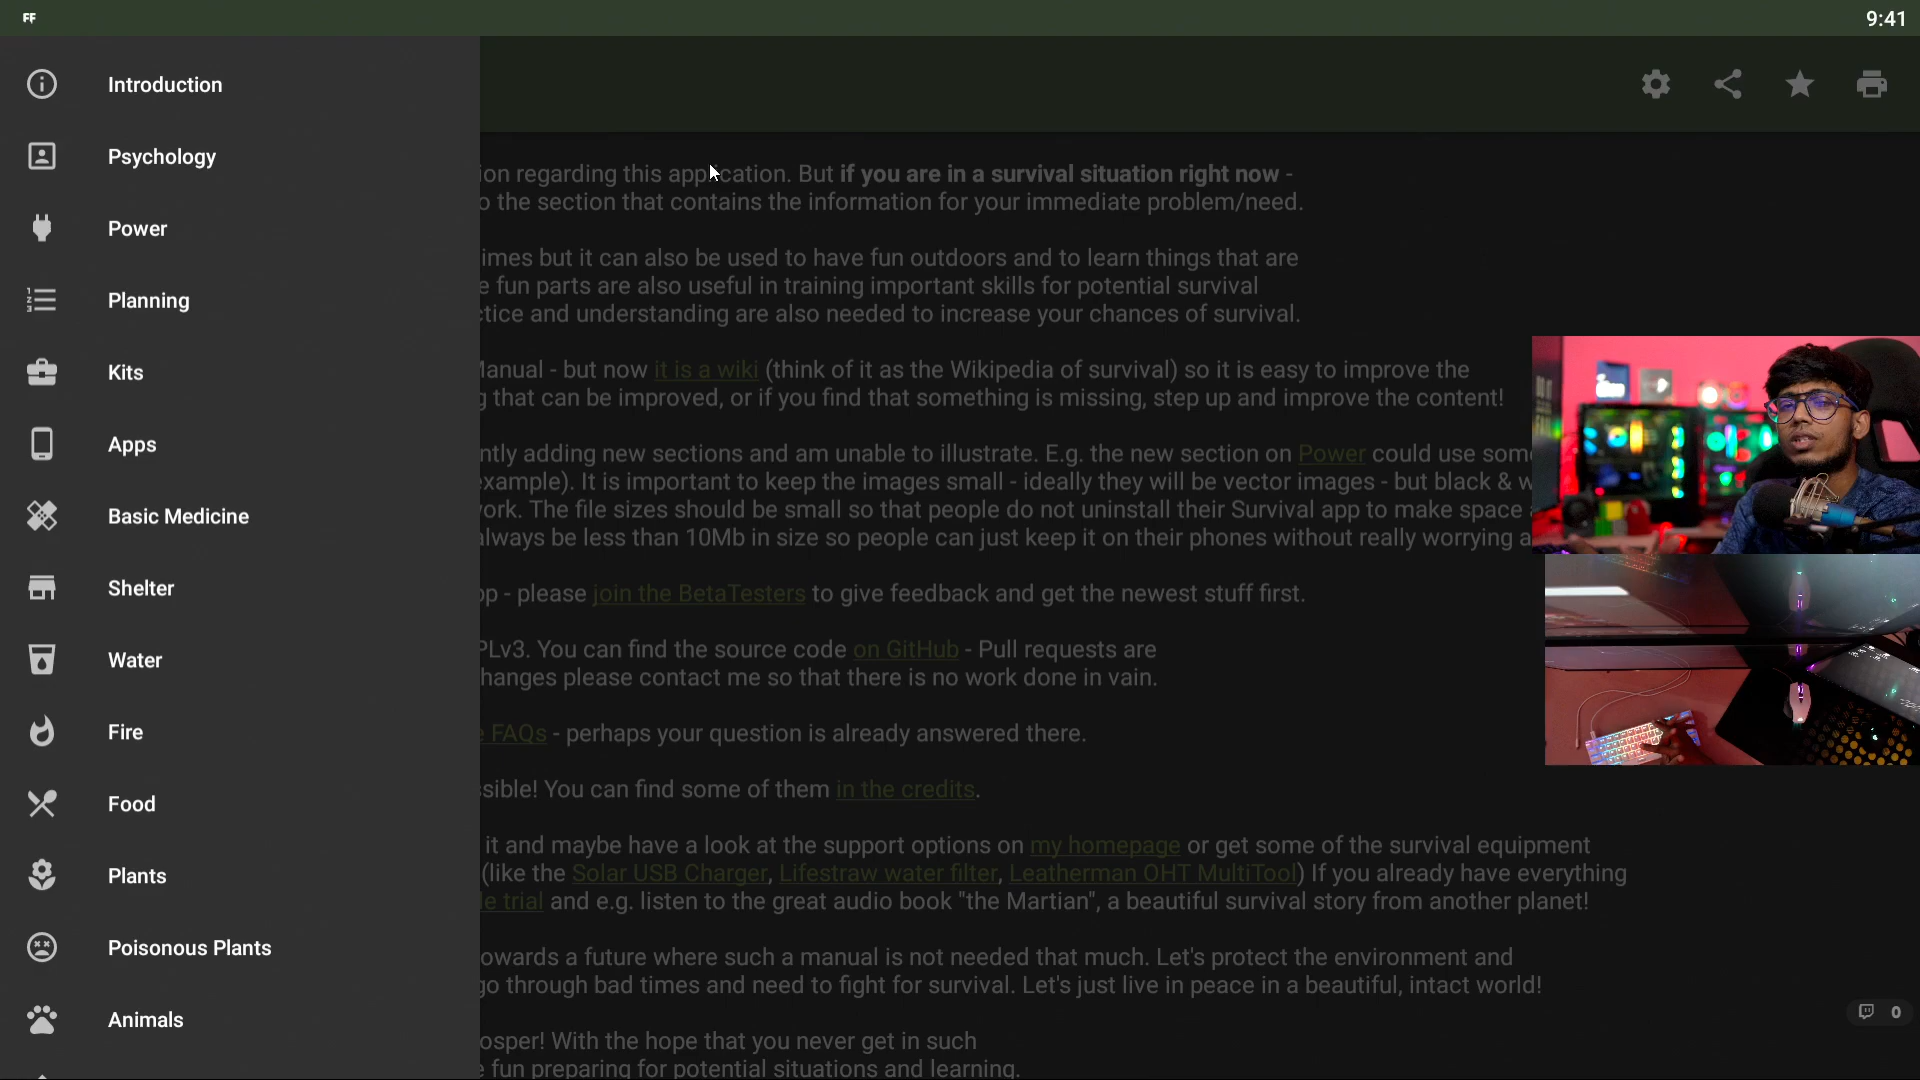 FF
9:41
Introduction
Psychology
Power
Planning
Kits
Apps
Basic Medicine
Shelter
Water
Fire
Food
Plants
Poisonous Plants
Animals
ion regarding this application. But if you are in a survival situation right now -
o the section that contains the information for your immediate problem/need.
imes but it can also be used to have fun outdoors and to learn things that are
e fun parts are also useful in training important skills for potential survival
ctice and understanding are also needed to increase your chances of survival.
Manual - but now it is a wiki (think of it as the Wikipedia of survival) so it is easy to improve the
g that can be improved, or if you find that something is missing, step up and improve the content!
ntly adding new sections and am unable to illustrate. E.g. the new section on Power could use som
example). It is important to keep the images small - ideally they will be vector images - but black & w
work. The file sizes should be small so that people do not uninstall their Survival app to make space
always be less than 10Mb in size so people can just keep it on their phones without really worrying a
pp - please join the BetaTesters to give feedback and get the newest stuff first.
PLv3. You can find the source code on GitHub - Pull requests are
hanges please contact me so that there is no work done in vain.
e FAQs - perhaps your question is already answered there.
ssible! You can find some of them in the credits.
it and maybe have a look at the support options on my homepage or get some of the survival equipment
(like the Solar USB Charger, Lifestraw water filter, Leatherman OHT MultiTool) If you already have everything
le trial and e.g. listen to the great audio book "the Martian", a beautiful survival story from another planet!
owards a future where such a manual is not needed that much. Let's protect the environment and
go through bad times and need to fight for survival. Let's just live in peace in a beautiful, intact world!
osper! With the hope that you never get in such
e fun preparing for potential situations and learning.
0